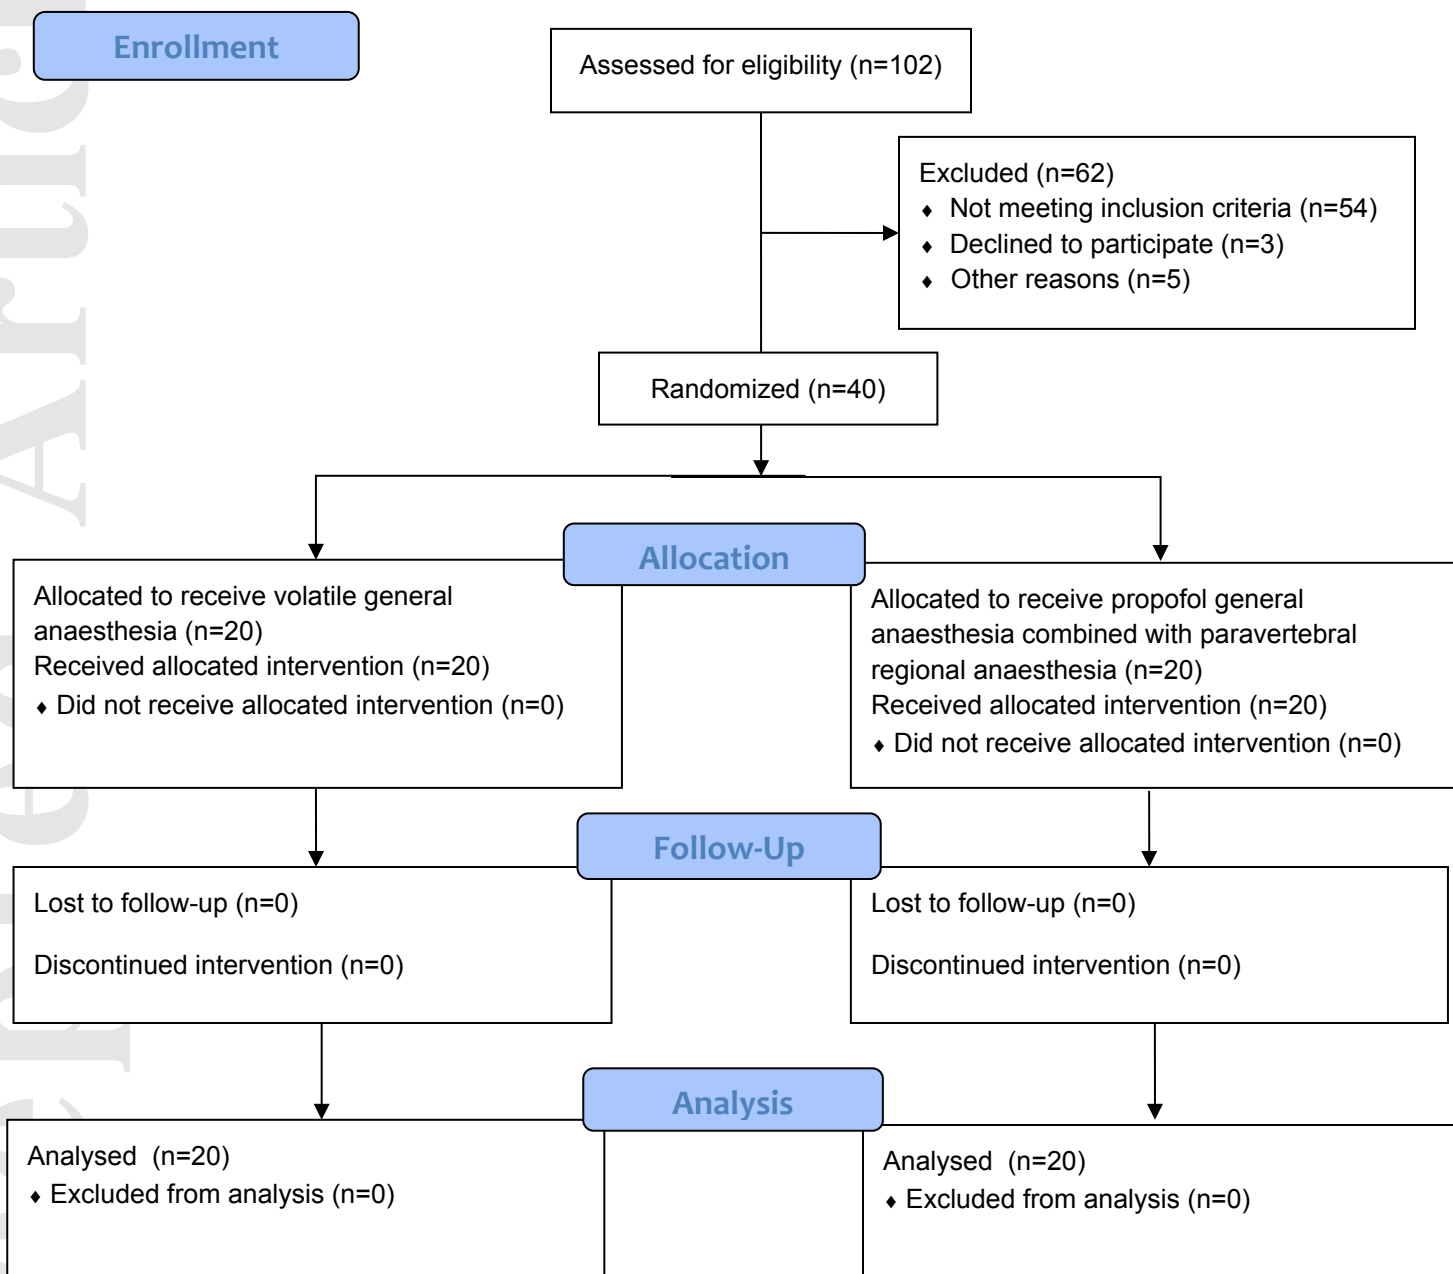 Enrollment
Assessed for eligibility (n=102)
Excluded (n=62)
♦ Not meeting inclusion criteria (n=54)
♦ Declined to participate (n=3)
♦ Other reasons (n=5)
Randomized (n=40)
Allocation
Allocated to receive volatile general
anaesthesia (n=20)
Received allocated intervention (n=20)
♦ Did not receive allocated intervention (n=0)
Allocated to receive propofol general
anaesthesia combined with paravertebral
regional anaesthesia (n=20)
Received allocated intervention (n=20)
♦ Did not receive allocated intervention (n=0)
Follow-Up
Lost to follow-up (n=0)
Discontinued intervention (n=0)
Lost to follow-up (n=0)
Discontinued intervention (n=0)
Analysis
Analysed  (n=20)
♦ Excluded from analysis (n=0)
Analysed  (n=20)
♦ Excluded from analysis (n=0)